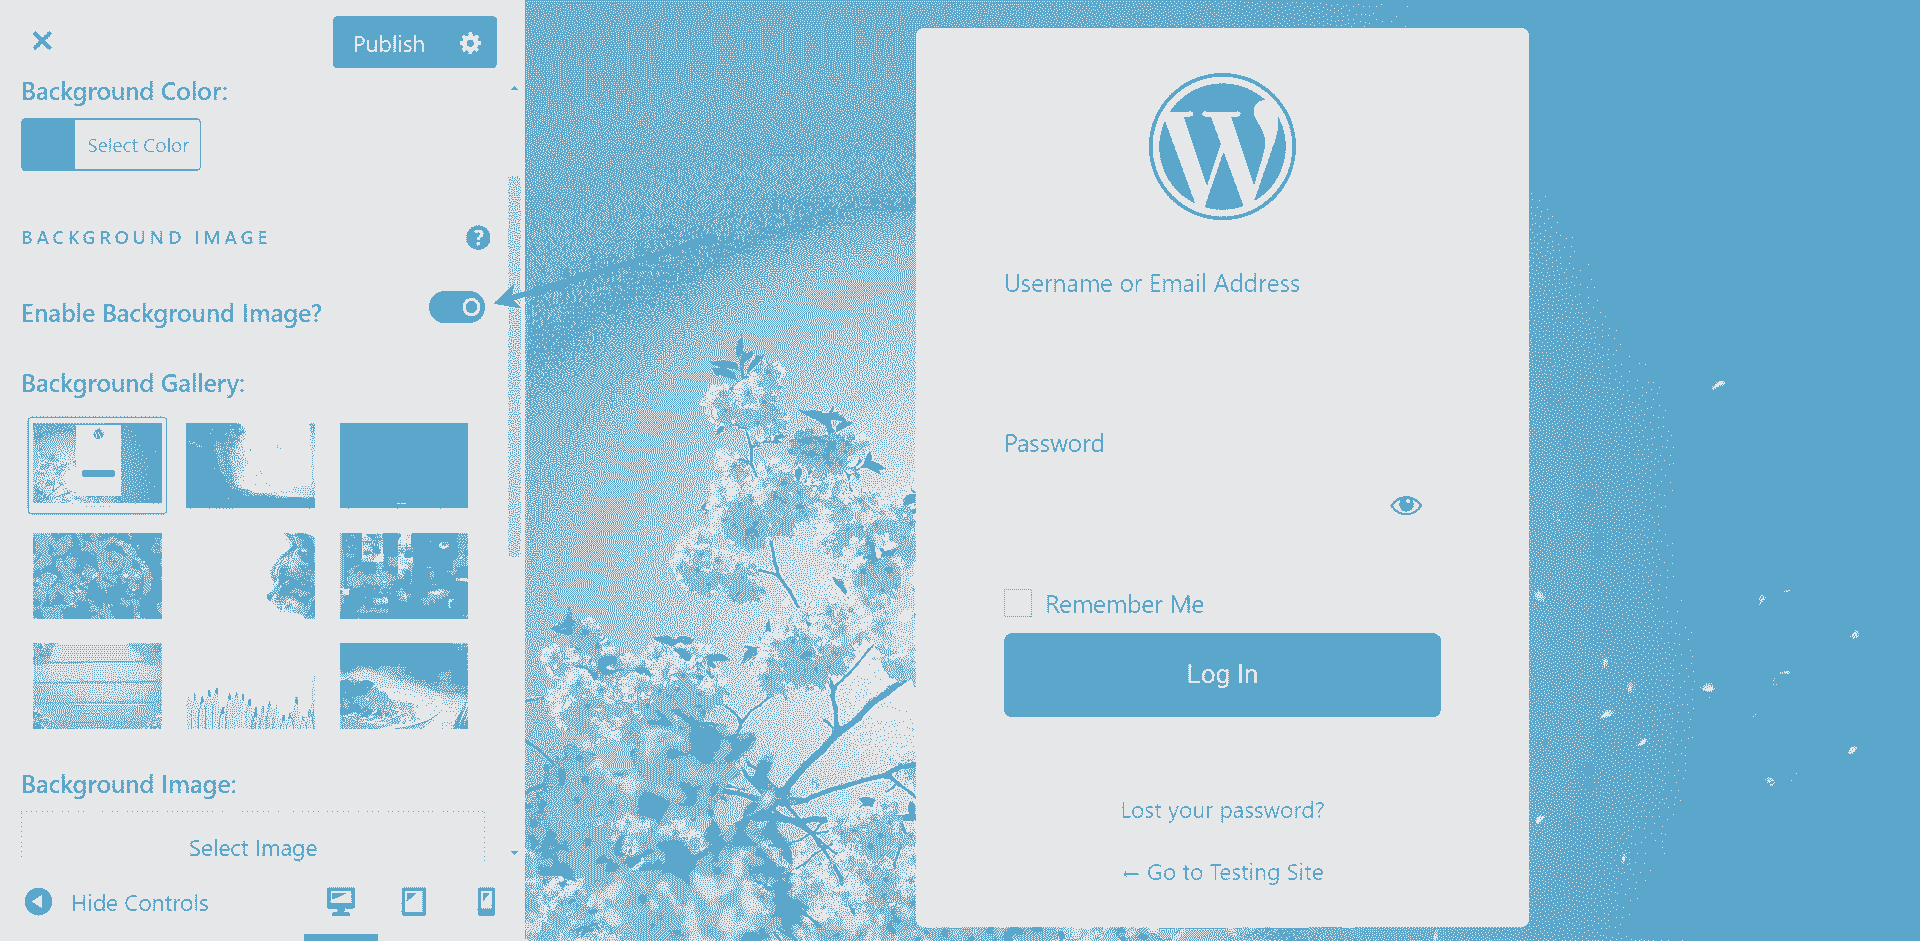 Publish
Background Color:
Select Color
BACKGROUND IMAGE
?
Enable Background Image?
Background Gallery:
Background Image:
Select Image
Hide Controls
W
Username or Email Address
Password
Remember Me
Log In
Lost your password?
← Go to Testing Site